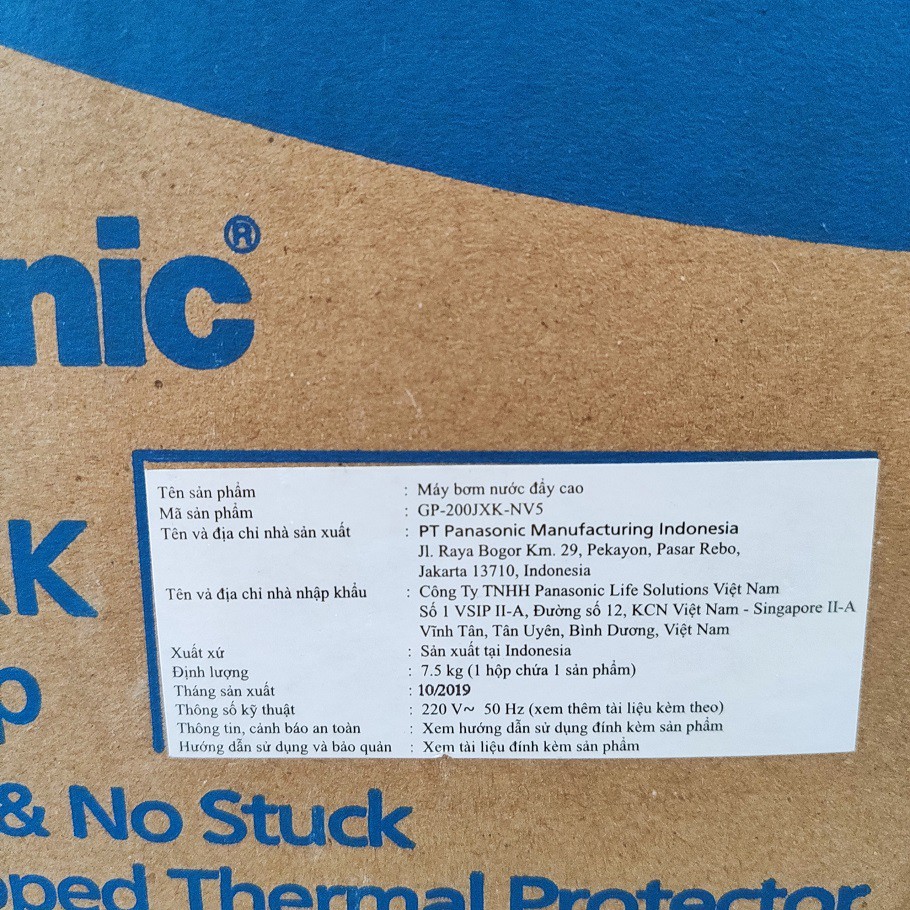 nic®
K
p
Tên sản phẩm : Máy bơm nước đẩy cao
Mã sản phẩm : GP-200JXK-NV5
Tên và địa chỉ nhà sản xuất : PT Panasonic Manufacturing Indonesia
Jl. Raya Bogor Km. 29, Pekayon, Pasar Rebo,
Jakarta 13710, Indonesia
Tên và địa chỉ nhà nhập khẩu : Công Ty TNHH Panasonic Life Solutions Việt Nam
Số 1 VSIP II-A, Đường số 12, KCN Việt Nam - Singapore II-A
Vĩnh Tân, Tân Uyên, Bình Dương, Việt Nam
Xuất xứ : Sản xuất tại Indonesia
Định lượng : 7.5 kg (1 hộp chứa 1 sản phẩm)
Tháng sản xuất : 10/2019
Thông số kỹ thuật : 220 V~ 50 Hz (xem thêm tài liệu kèm theo)
Thông tin, cảnh báo an toàn : Xem hướng dẫn sử dụng đính kèm sản phẩm
Hướng dẫn sử dụng và bảo quản : Xem tài liệu đính kèm sản phẩm
& No Stuck
pped Thermal Protector